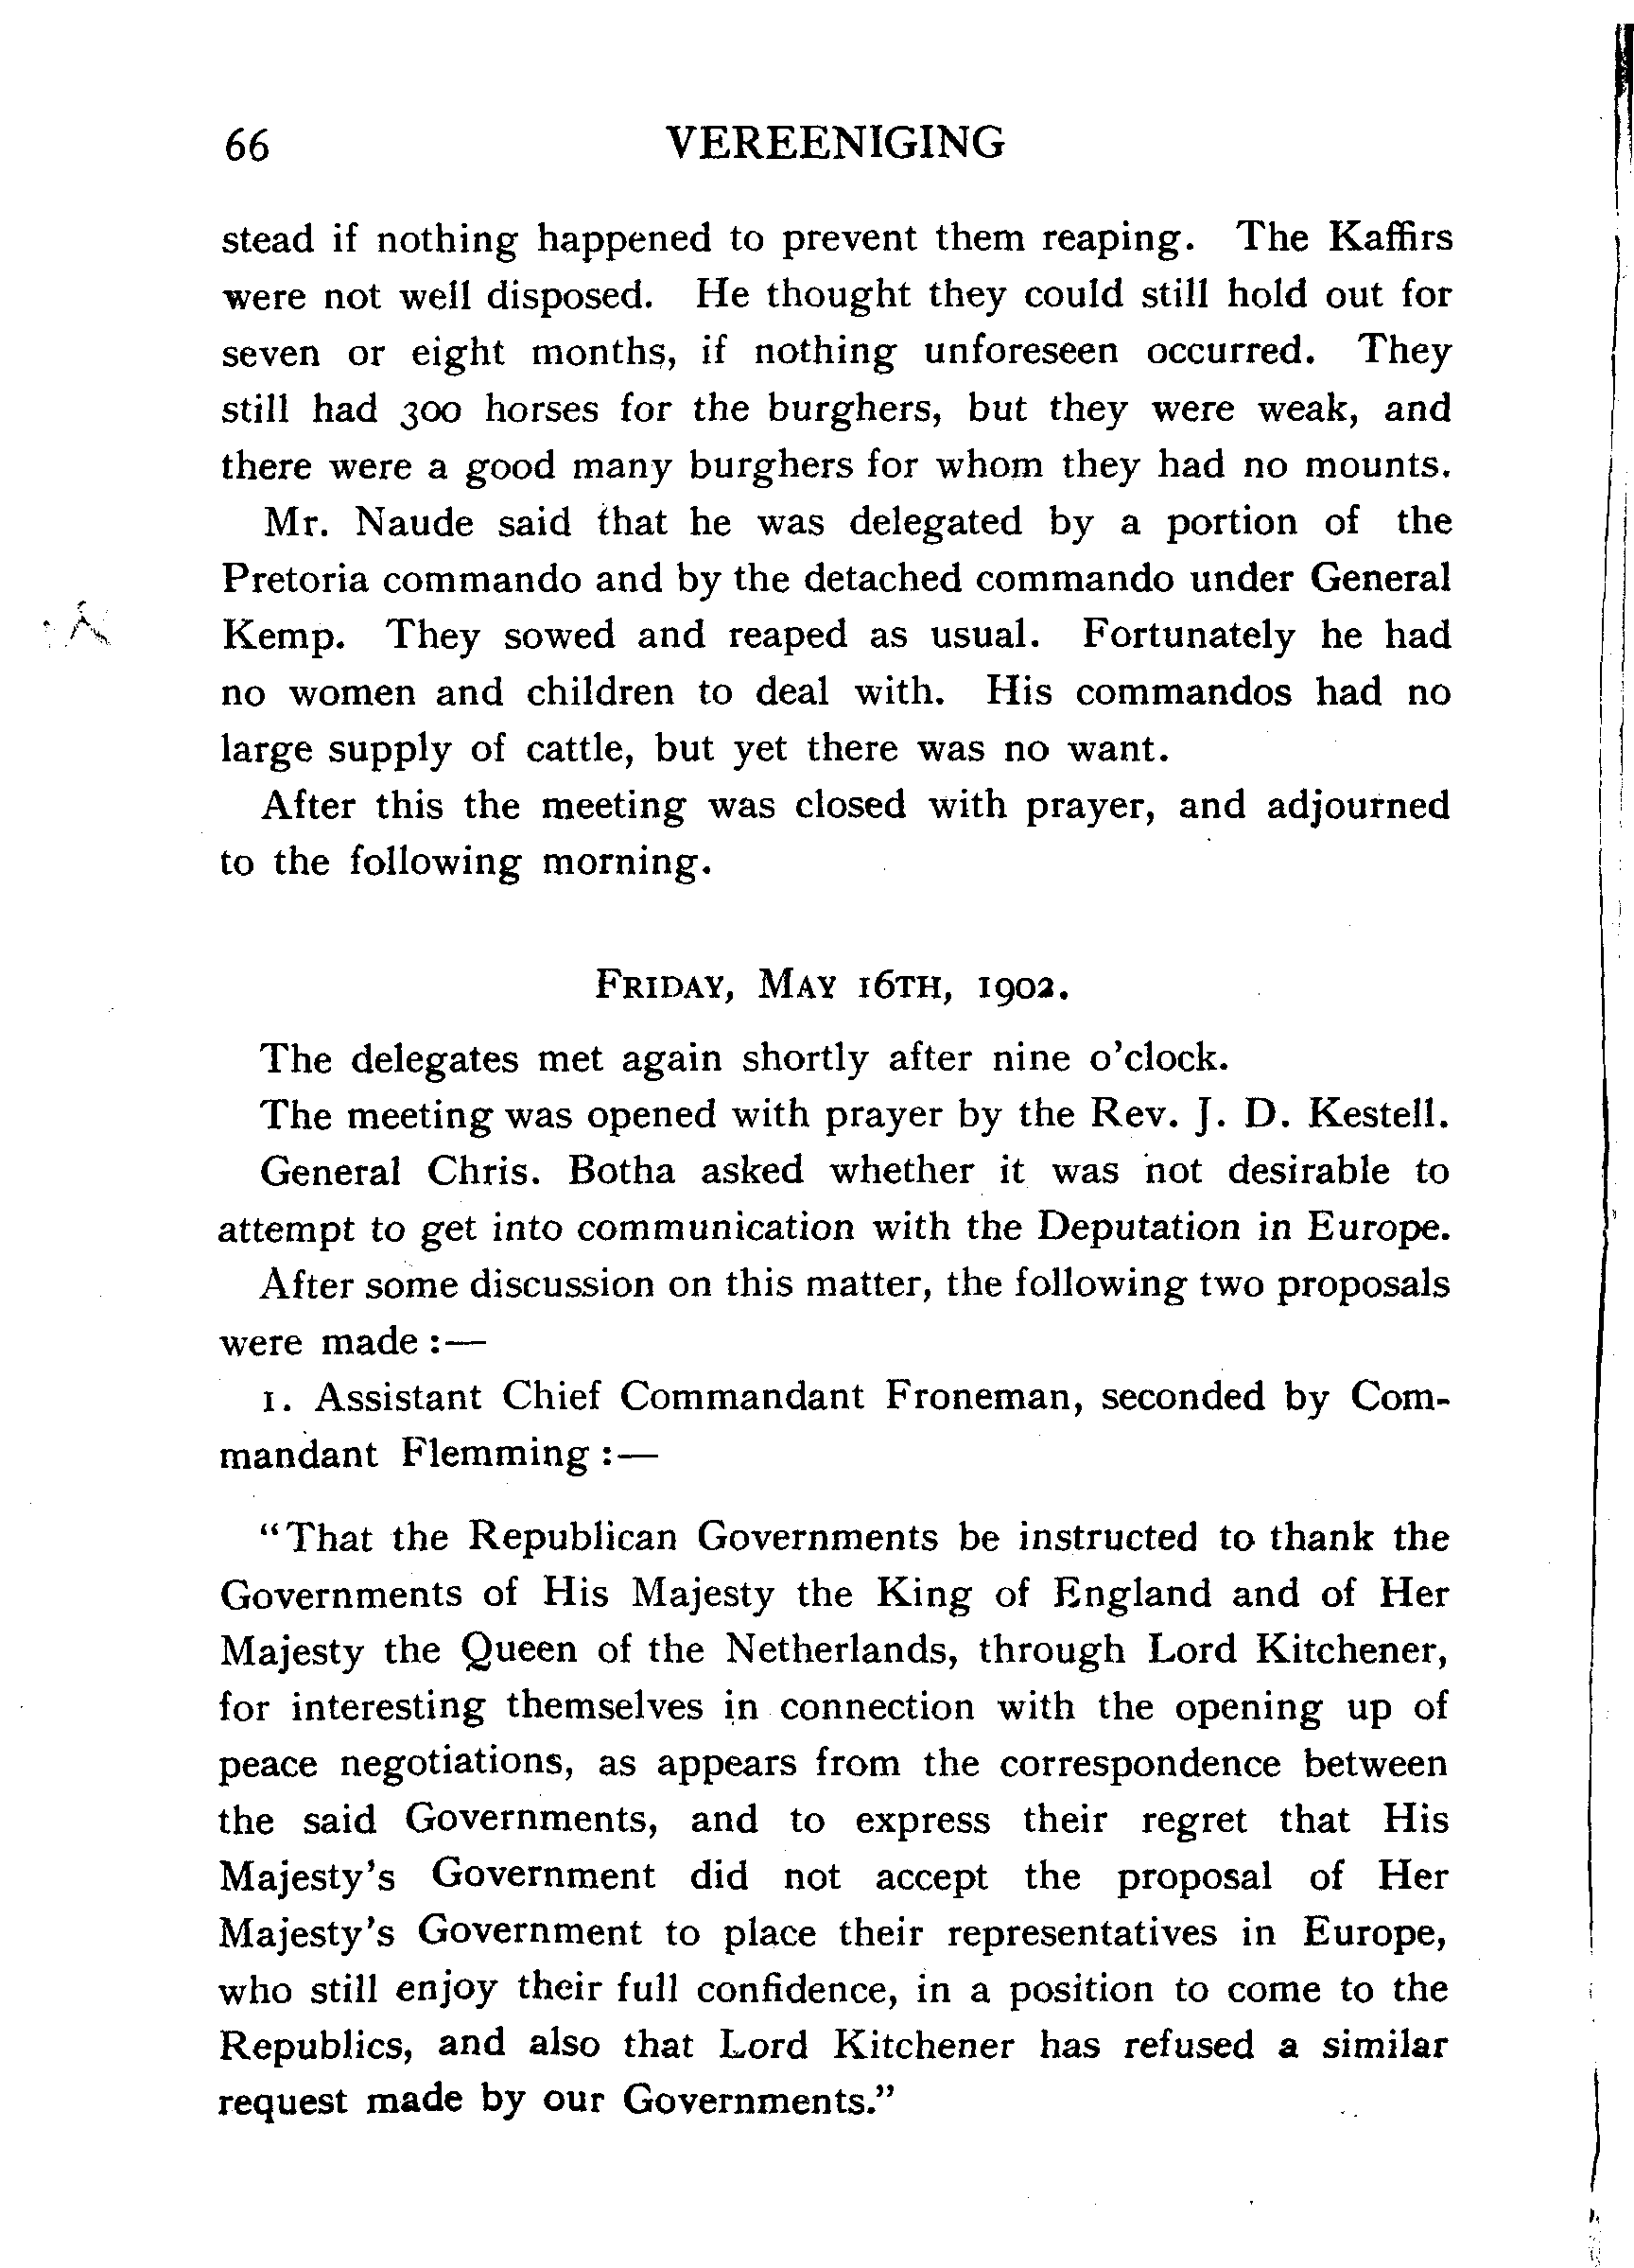 66 VEREENIGING
stead if nothing happened to prevent them reaping. The Kaffirs
were not well disposed. He thought they could still hold out for
seven or eight months, if nothing unforeseen occurred. They
still had 300 horses for the burghers, but they were weak, and
there were a good many burghers for whom they had no mounts.
Mr. Naude said that he was delegated by a portion of the
Pretoria commando and by the detached commando under General
Kemp. They sowed and reaped as usual. Fortunately he had
no women and children to deal with. His commandos had no
large supply of cattle, but yet there was no want.
After this the meeting was closed with prayer, and adjourned
to the following morning.
FRIDAY, MAY 16TH, 1902.
The delegates met again shortly after nine o'clock.
The meeting was opened with prayer by the Rev. J. D. Kestell.
General Chris. Botha asked whether it was not desirable to
attempt to get into communication with the Deputation in Europe.
After some discussion on this matter, the following two proposals
were made :—
1. Assistant Chief Commandant Froneman, seconded by Com-
mandant Flemming :—
"That the Republican Governments be instructed to thank the
Governments of His Majesty the King of England and of Her
Majesty the Queen of the Netherlands, through Lord Kitchener,
for interesting themselves in connection with the opening up of
peace negotiations, as appears from the correspondence between
the said Governments, and to express their regret that His
Majesty's Government did not accept the proposal of Her
Majesty's Government to place their representatives in Europe,
who still enjoy their full confidence, in a position to come to the
Republics, and also that Lord Kitchener has refused a similar
request made by our Governments."